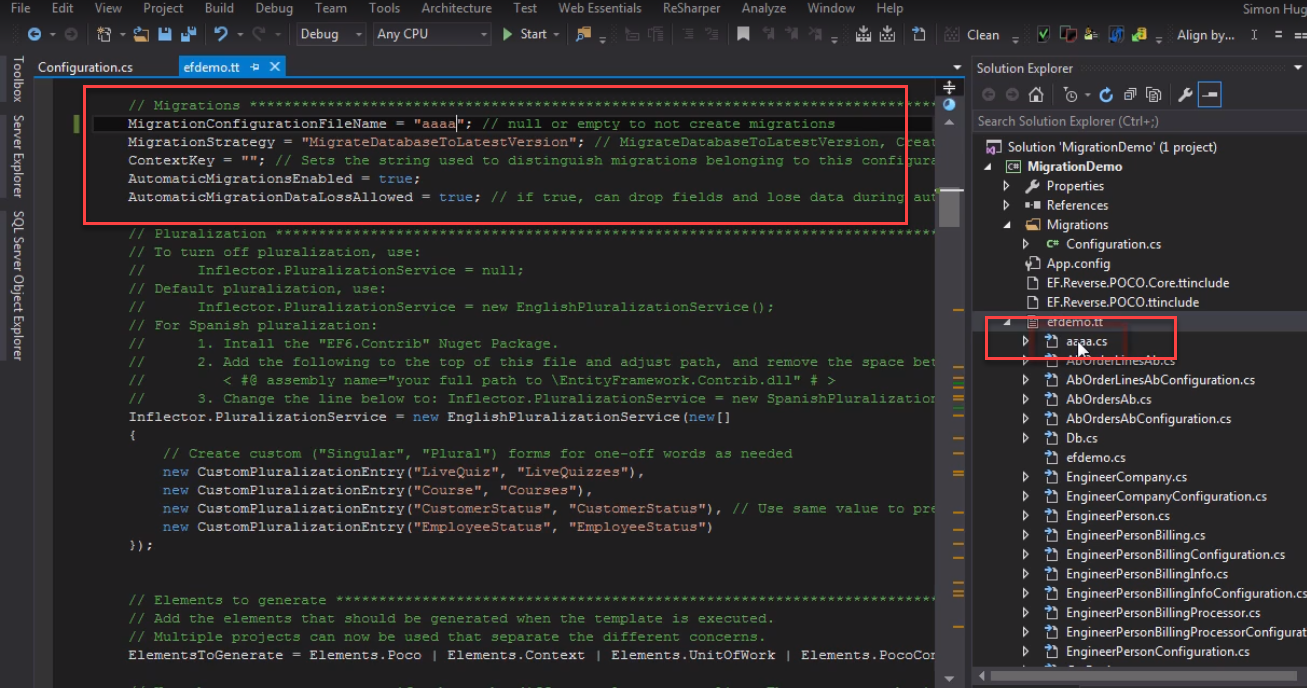 File Edit View Project Build Debug Team Tools Architecture Test Web Essentials ReSharper Analyze Window Help Simon Hug
Debug Any CPU Start Clean Align by...
Toolbox
Server Explorer
SQL Server Object Explorer
Configuration.cs efdemo.tt
// Migrations ********************************************************************************
MigrationConfigurationFileName = "aaaa"; // null or empty to not create migrations
MigrationStrategy = "MigrateDatabaseToLatestVersion"; // MigrateDatabaseToLatestVersion, Creat
ContextKey = ""; // Sets the string used to distinguish migrations belonging to this configura
AutomaticMigrationsEnabled = true;
AutomaticMigrationDataLossAllowed = true; // if true, can drop fields and lose data during aut
// Pluralization *****************************************************************************
// To turn off pluralization, use:
//      Inflector.PluralizationService = null;
// Default pluralization, use:
//      Inflector.PluralizationService = new EnglishPluralizationService();
// For Spanish pluralization:
//      1. Intall the "EF6.Contrib" Nuget Package.
//      2. Add the following to the top of this file and adjust path, and remove the space bet
//         < #@ assembly name="your full path to \EntityFramework.Contrib.dll" # >
//      3. Change the line below to: Inflector.PluralizationService = new SpanishPluralization
Inflector.PluralizationService = new EnglishPluralizationService(new[]
{
    // Create custom ("Singular", "Plural") forms for one-off words as needed
    new CustomPluralizationEntry("LiveQuiz", "LiveQuizzes"),
    new CustomPluralizationEntry("Course", "Courses"),
    new CustomPluralizationEntry("CustomerStatus", "CustomerStatus"), // Use same value to pre
    new CustomPluralizationEntry("EmployeeStatus", "EmployeeStatus")
});
// Elements to generate **********************************************************************
// Add the elements that should be generated when the template is executed.
// Multiple projects can now be used that separate the different concerns.
ElementsToGenerate = Elements.Poco | Elements.Context | Elements.UnitOfWork | Elements.PocoCon
Solution Explorer
Search Solution Explorer (Ctrl+;)
Solution 'MigrationDemo' (1 project)
MigrationDemo
Properties
References
Migrations
Configuration.cs
App.config
EF.Reverse.POCO.Core.ttinclude
EF.Reverse.POCO.ttinclude
efdemo.tt
aaaa.cs
AbOrderLinesAb.cs
AbOrderLinesAbConfiguration.cs
AbOrdersAb.cs
AbOrdersAbConfiguration.cs
Db.cs
efdemo.cs
EngineerCompany.cs
EngineerCompanyConfiguration.cs
EngineerPerson.cs
EngineerPersonBilling.cs
EngineerPersonBillingConfiguration.cs
EngineerPersonBillingInfo.cs
EngineerPersonBillingInfoConfiguration.cs
EngineerPersonBillingProcessor.cs
EngineerPersonBillingProcessorConfigurat
EngineerPersonConfiguration.cs